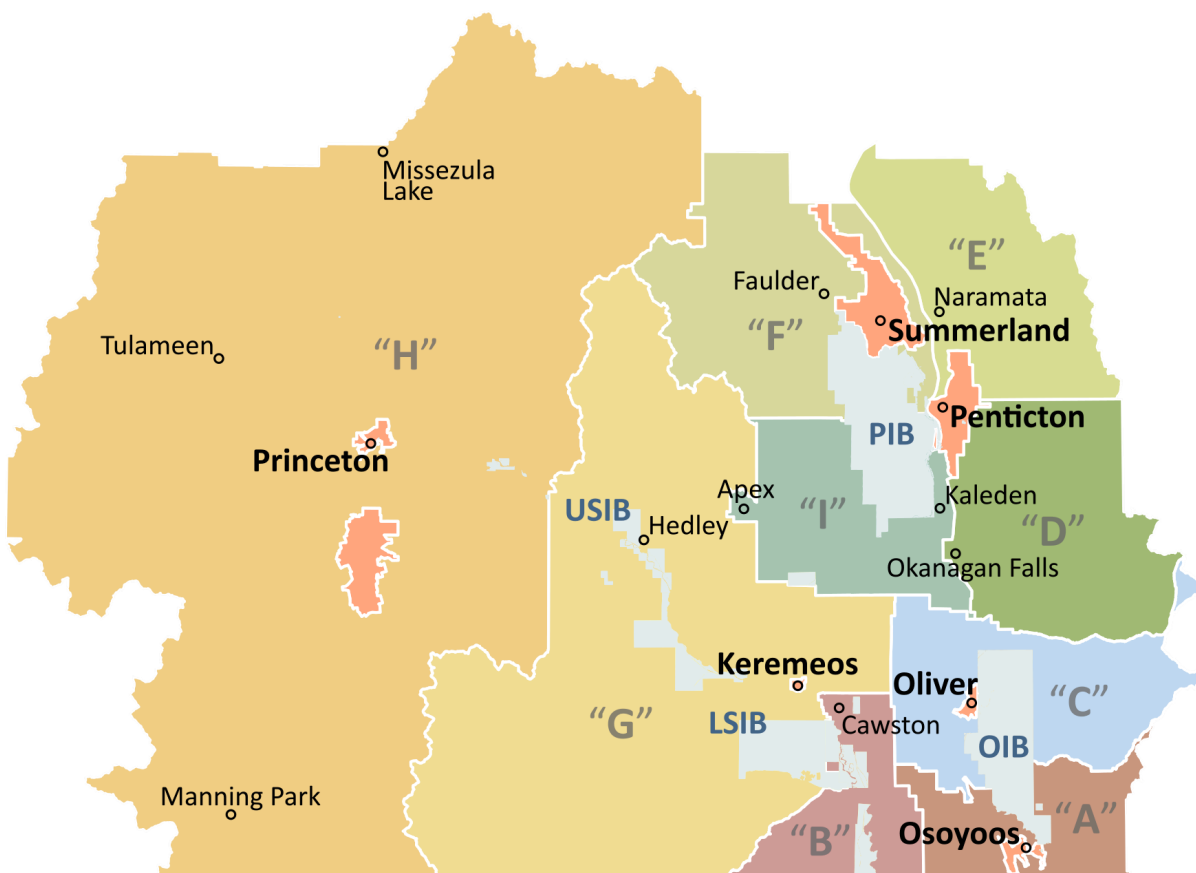 Missezula
Lake
“E”
Faulder
Naramata
“F”
Summerland
Tulameen
“H”
Penticton
PIB
Princeton
Apex
Kaleden
USIB
“I”
Hedley
“D”
Okanagan Falls
Keremeos
Oliver
“C”
“G”
LSIB
Cawston
OIB
Manning Park
“A”
“B”
Osoyoos